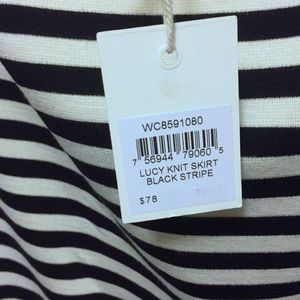 WC8591080
7 56944 79060 5
LUCY KNIT SKIRT
BLACK STRIPE
$78